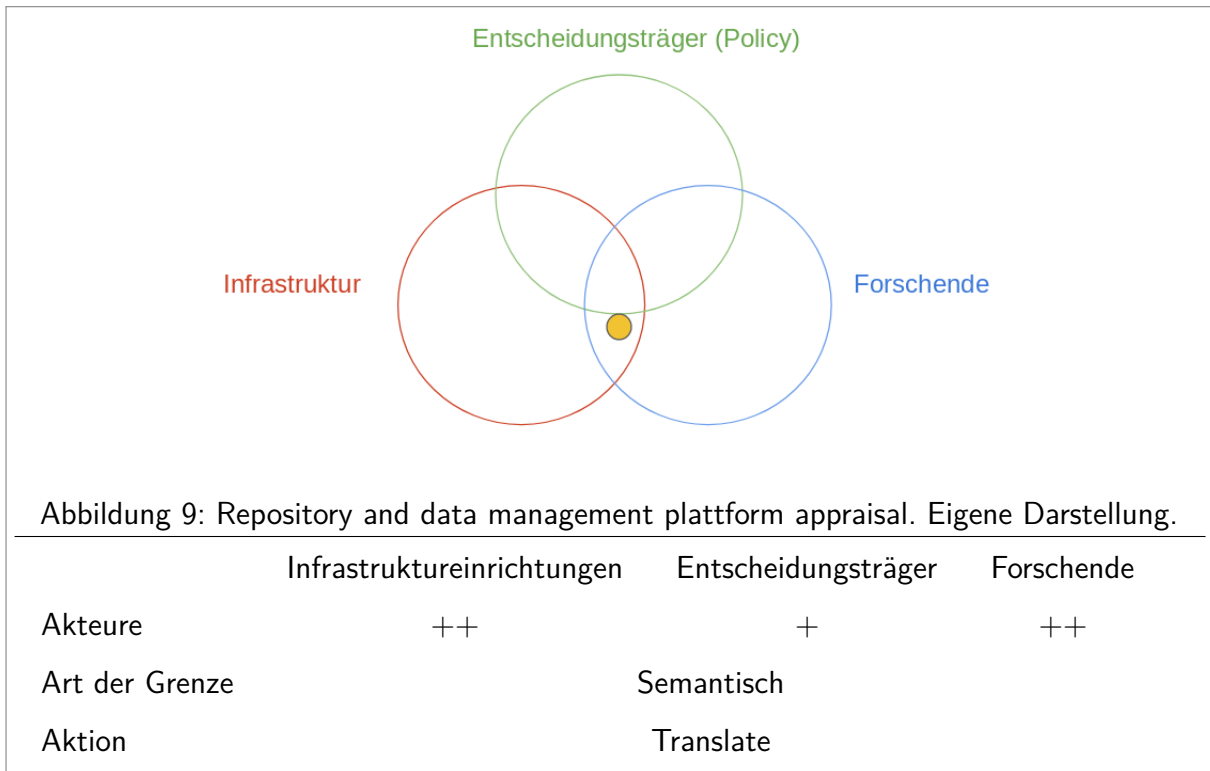 Entscheidungsträger (Policy)
Infrastruktur
Forschende
Abbildung 9: Repository and data management plattform appraisal. Eigene Darstellung.
Infrastruktureinrichtungen Entscheidungsträger Forschende
Akteure ++ + ++
Art der Grenze Semantisch
Aktion Translate